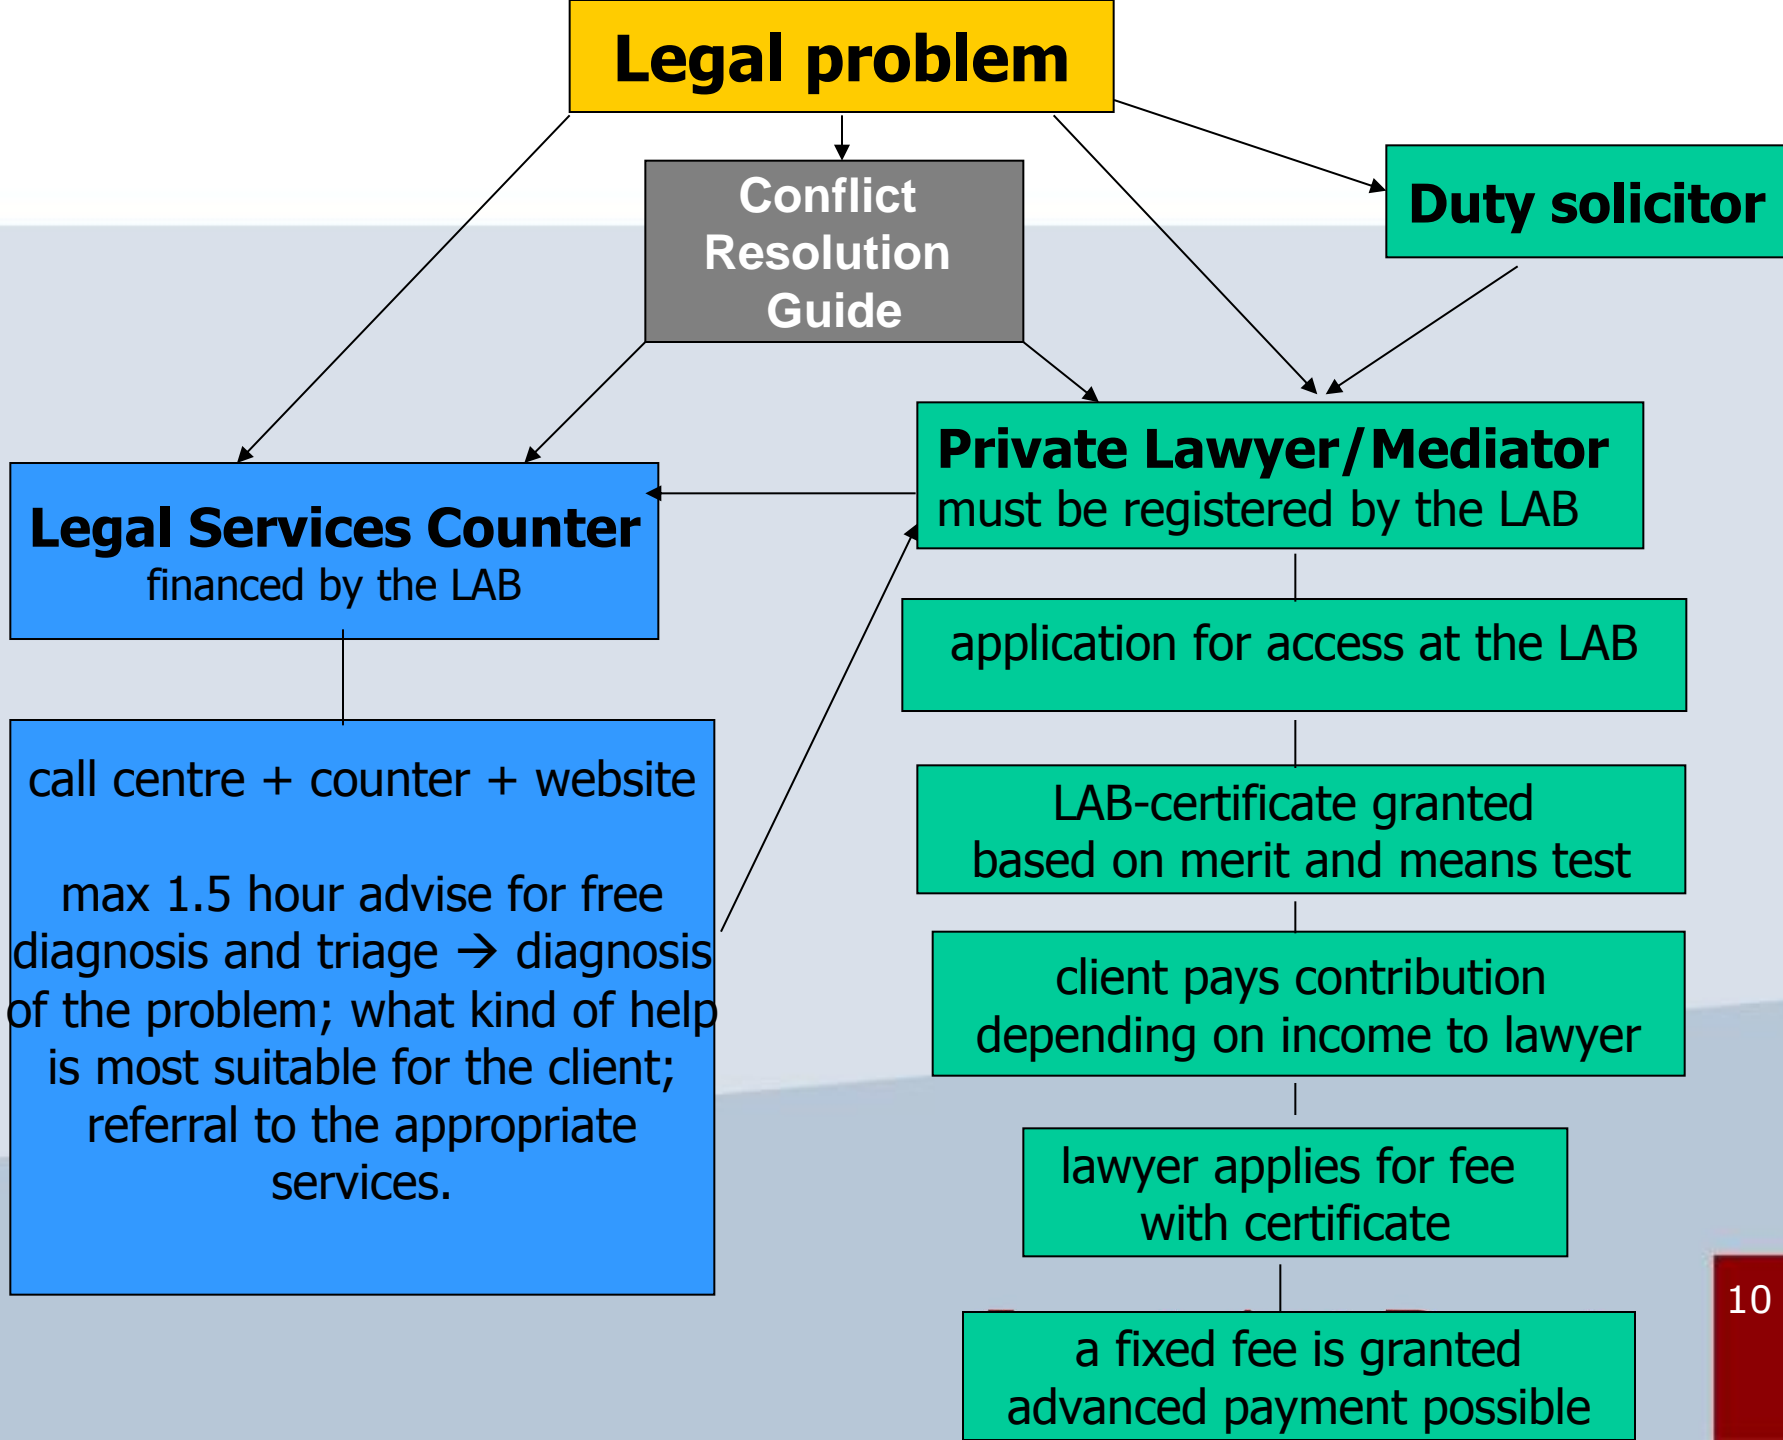 Legal problem
Conflict
Resolution
Guide
Duty solicitor
Private Lawyer/Mediator
must be registered by the LAB
Legal Services Counter
financed by the LAB
application for access at the LAB
call centre + counter + website
max 1.5 hour advise for free
diagnosis and triage → diagnosis
of the problem; what kind of help
is most suitable for the client;
referral to the appropriate
services.
LAB-certificate granted
based on merit and means test
client pays contribution
depending on income to lawyer
lawyer applies for fee
with certificate
a fixed fee is granted
advanced payment possible
10